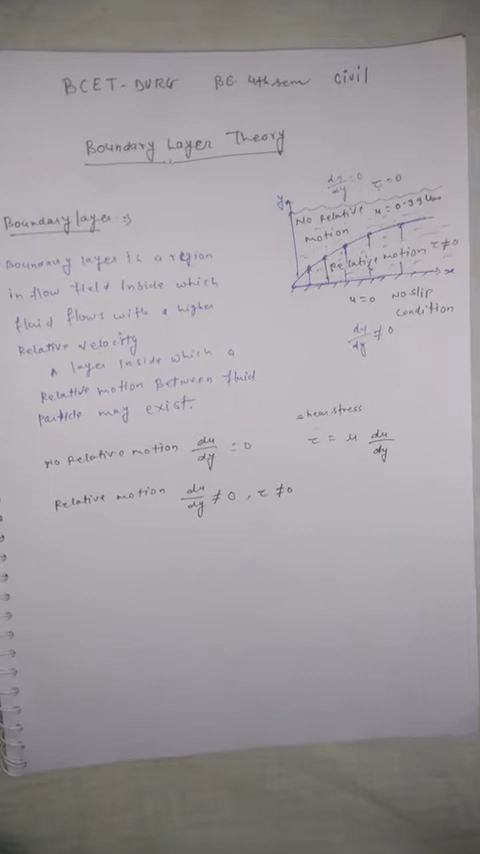 BCET-DURG BE 4th sem Civil
Boundary Layer Theory
Boundary layer :→
Boundary layer is a region
in flow field inside which
fluid flows with a higher
Relative velocity
A layer inside which a
Relative motion Between fluid
Particle may exist.
No Relative motion du/dy = 0
Relative motion du/dy ≠ 0, τ ≠ 0
du/dy = 0 τ = 0
y
No Relative u = 0.99 U∞
motion
Relative motion τ ≠ 0
x
u = 0 No slip
condition
du/dy ≠ 0
shear stress
τ = μ du/dy